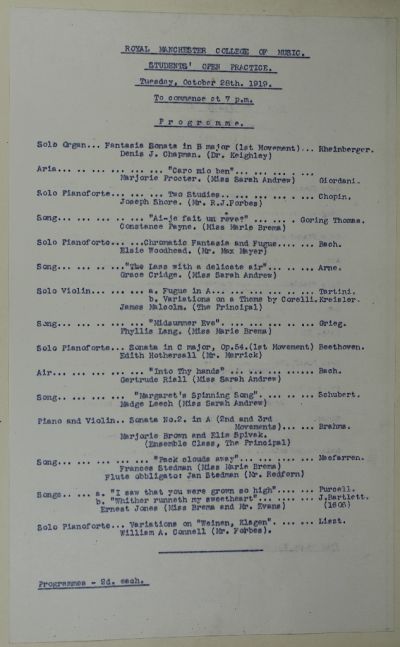 ROYAL MANCHESTER COLLEGE OF MUSIC.
STUDENTS' OPEN PRACTICE.
Tuesday, October 28th. 1919.
To commence at 7 p.m.
Programme.
Solo Organ... Fantasia Sonata in B major (1st Movement)... Rheinberger.
Denis J. Chapman. (Dr. Keighley)
Aria... .. ... ... ... ... "Caro mio ben"... ... ... ...
Marjorie Procter. (Miss Sarah Andrew) Giordani.
Solo Pianoforte... ... ... Two Studies... ... ... ... ... Chopin.
Joseph Shore. (Mr. R.J.Forbes)
Song... ... ... ... ... "Ai-je fait un reve?" ... ... . Goring Thomas.
Constance Payne. (Miss Marie Brema)
Solo Pianoforte... ...Chromatic Fantasia and Fugue... ... Bach.
Elsie Woodhead. (Mr. Max Mayer)
Song... ... ... ... "The Lass with a delicate air"... ... .. Arne.
Grace Cridge. (Miss Sarah Andrew)
Solo Violin... ... ... a. Fugue in A... ... ... ... ... Tartini.
b. Variations on a Theme by Corelli.Kreisler.
James Malcolm. (The Principal)
Song... ... ... ... ... "Midsummer Eve"... ... ... ... ... Grieg.
Phyllis Lang. (Miss Marie Brema)
Solo Pianoforte... Sonata in C major, Op.54.(1st Movement) Beethoven.
Edith Hothersall (Mr. Merrick)
Air... ... ... ... ... "Into Thy hands" ... ... ... ... ... Bach.
Gertrude Riall (Miss Sarah Andrew)
Song... ... ... ... "Margaret's Spinning Song"... ... ... Schubert.
Madge Leech (Miss Sarah Andrew)
Piano and Violin.. Sonata No.2. in A (2nd and 3rd
Movements)... ... Brahms.
Marjorie Brown and Elis Spivak.
(Ensemble Class, The Principal)
Song... ... ... ... ... "Pack clouds away"... ... ... ... Macfarren.
Frances Stedman (Miss Marie Brema)
Flute obligato: Jan Stedman (Mr. Redfern)
Songs... .. a. "I saw that you were grown so high"... ... Purcell.
b. "Whither runneth my sweetheart"... ... ... J.Bartlett.
Ernest Jones (Miss Brema and Mr. Evans) (1606)
Solo Pianoforte... Variations on "Weinen, Klagen". ... ... Liszt.
William A. Connell (Mr. Forbes).
Programmes - 2d. each.